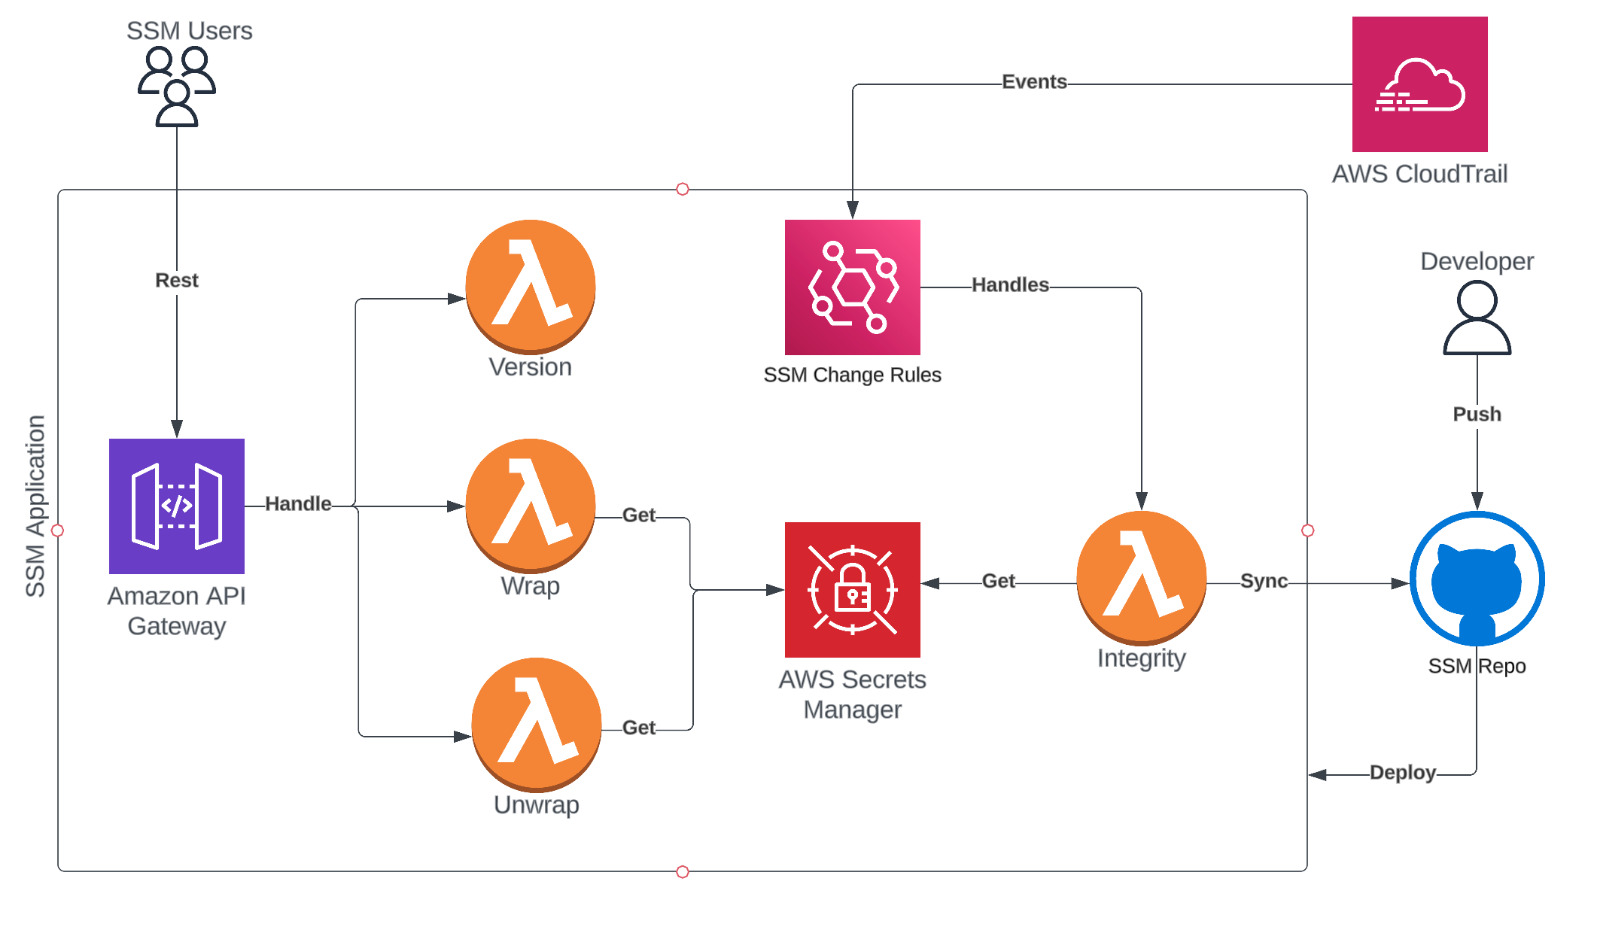 SSM Users
Events
AWS CloudTrail
Rest
Developer
Handles
Version
SSM Change Rules
Push
SSM Application
Handle
Get
Wrap
Amazon API
Gateway
Get
Sync
Integrity
SSM Repo
AWS Secrets
Manager
Get
Deploy
Unwrap